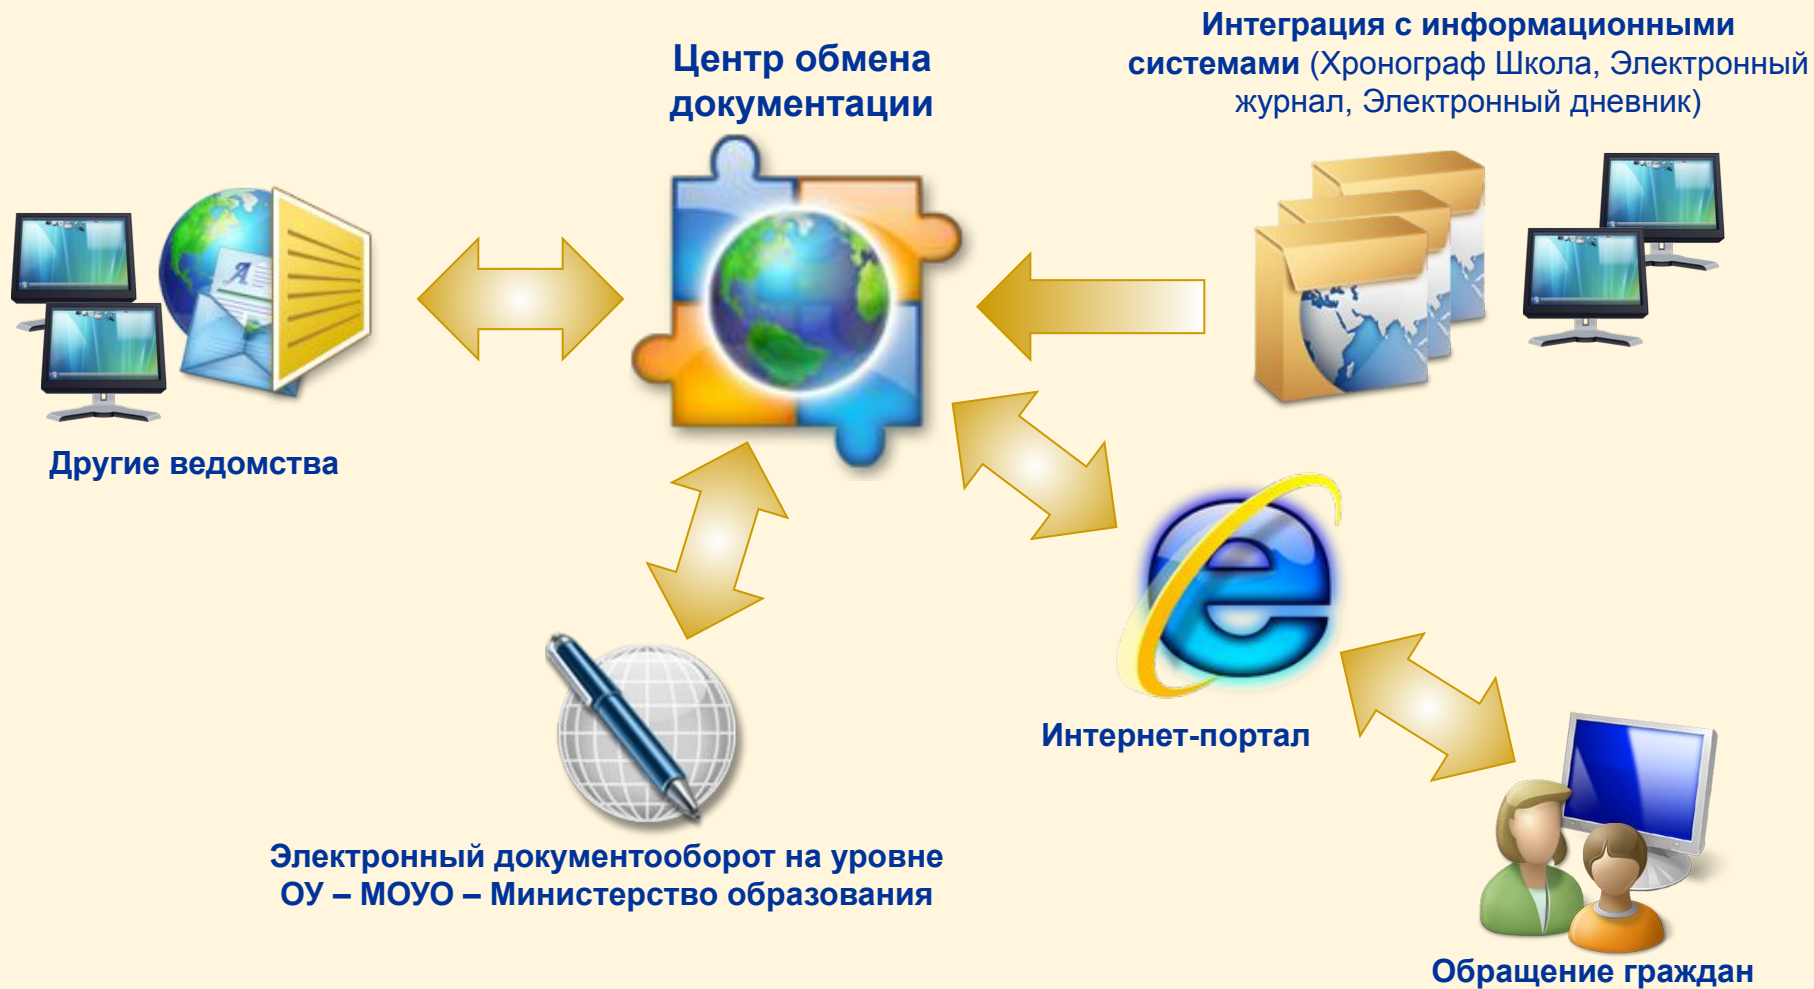 Центр обмена
документации
Интеграция с информационными
системами (Хронограф Школа, Электронный
журнал, Электронный дневник)
Другие ведомства
Интернет-портал
Электронный документооборот на уровне
ОУ – МОУО – Министерство образования
Обращение граждан